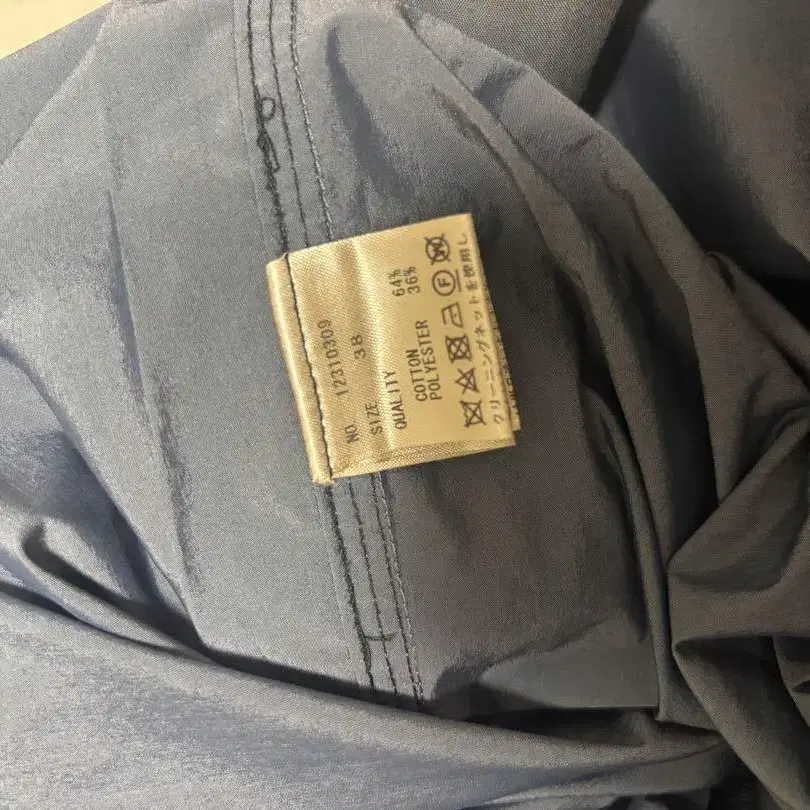 NO. 12310309
SIZE 38
QUALITY
COTTON 64%
POLYESTER 36%
クリーニングネットを使用し